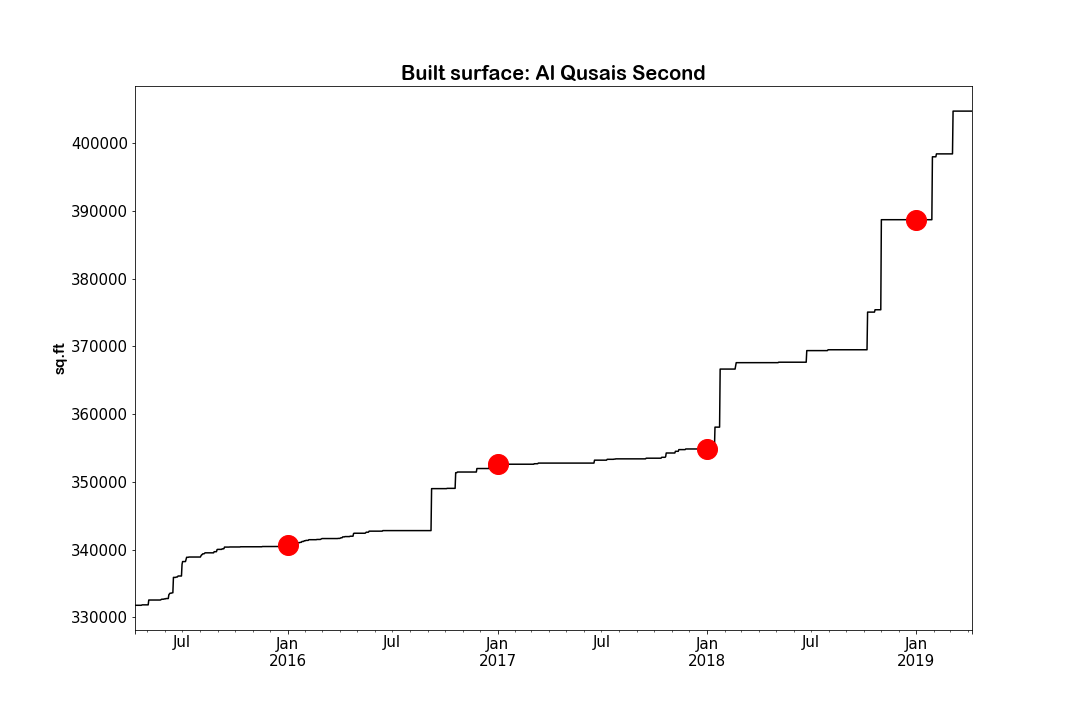 Built surface: Al Qusais Second
400000
390000
380000
370000
sq.ft
360000
350000
340000
330000
Jul Jan Jul Jan Jul Jan Jul Jan
2016 2017 2018 2019